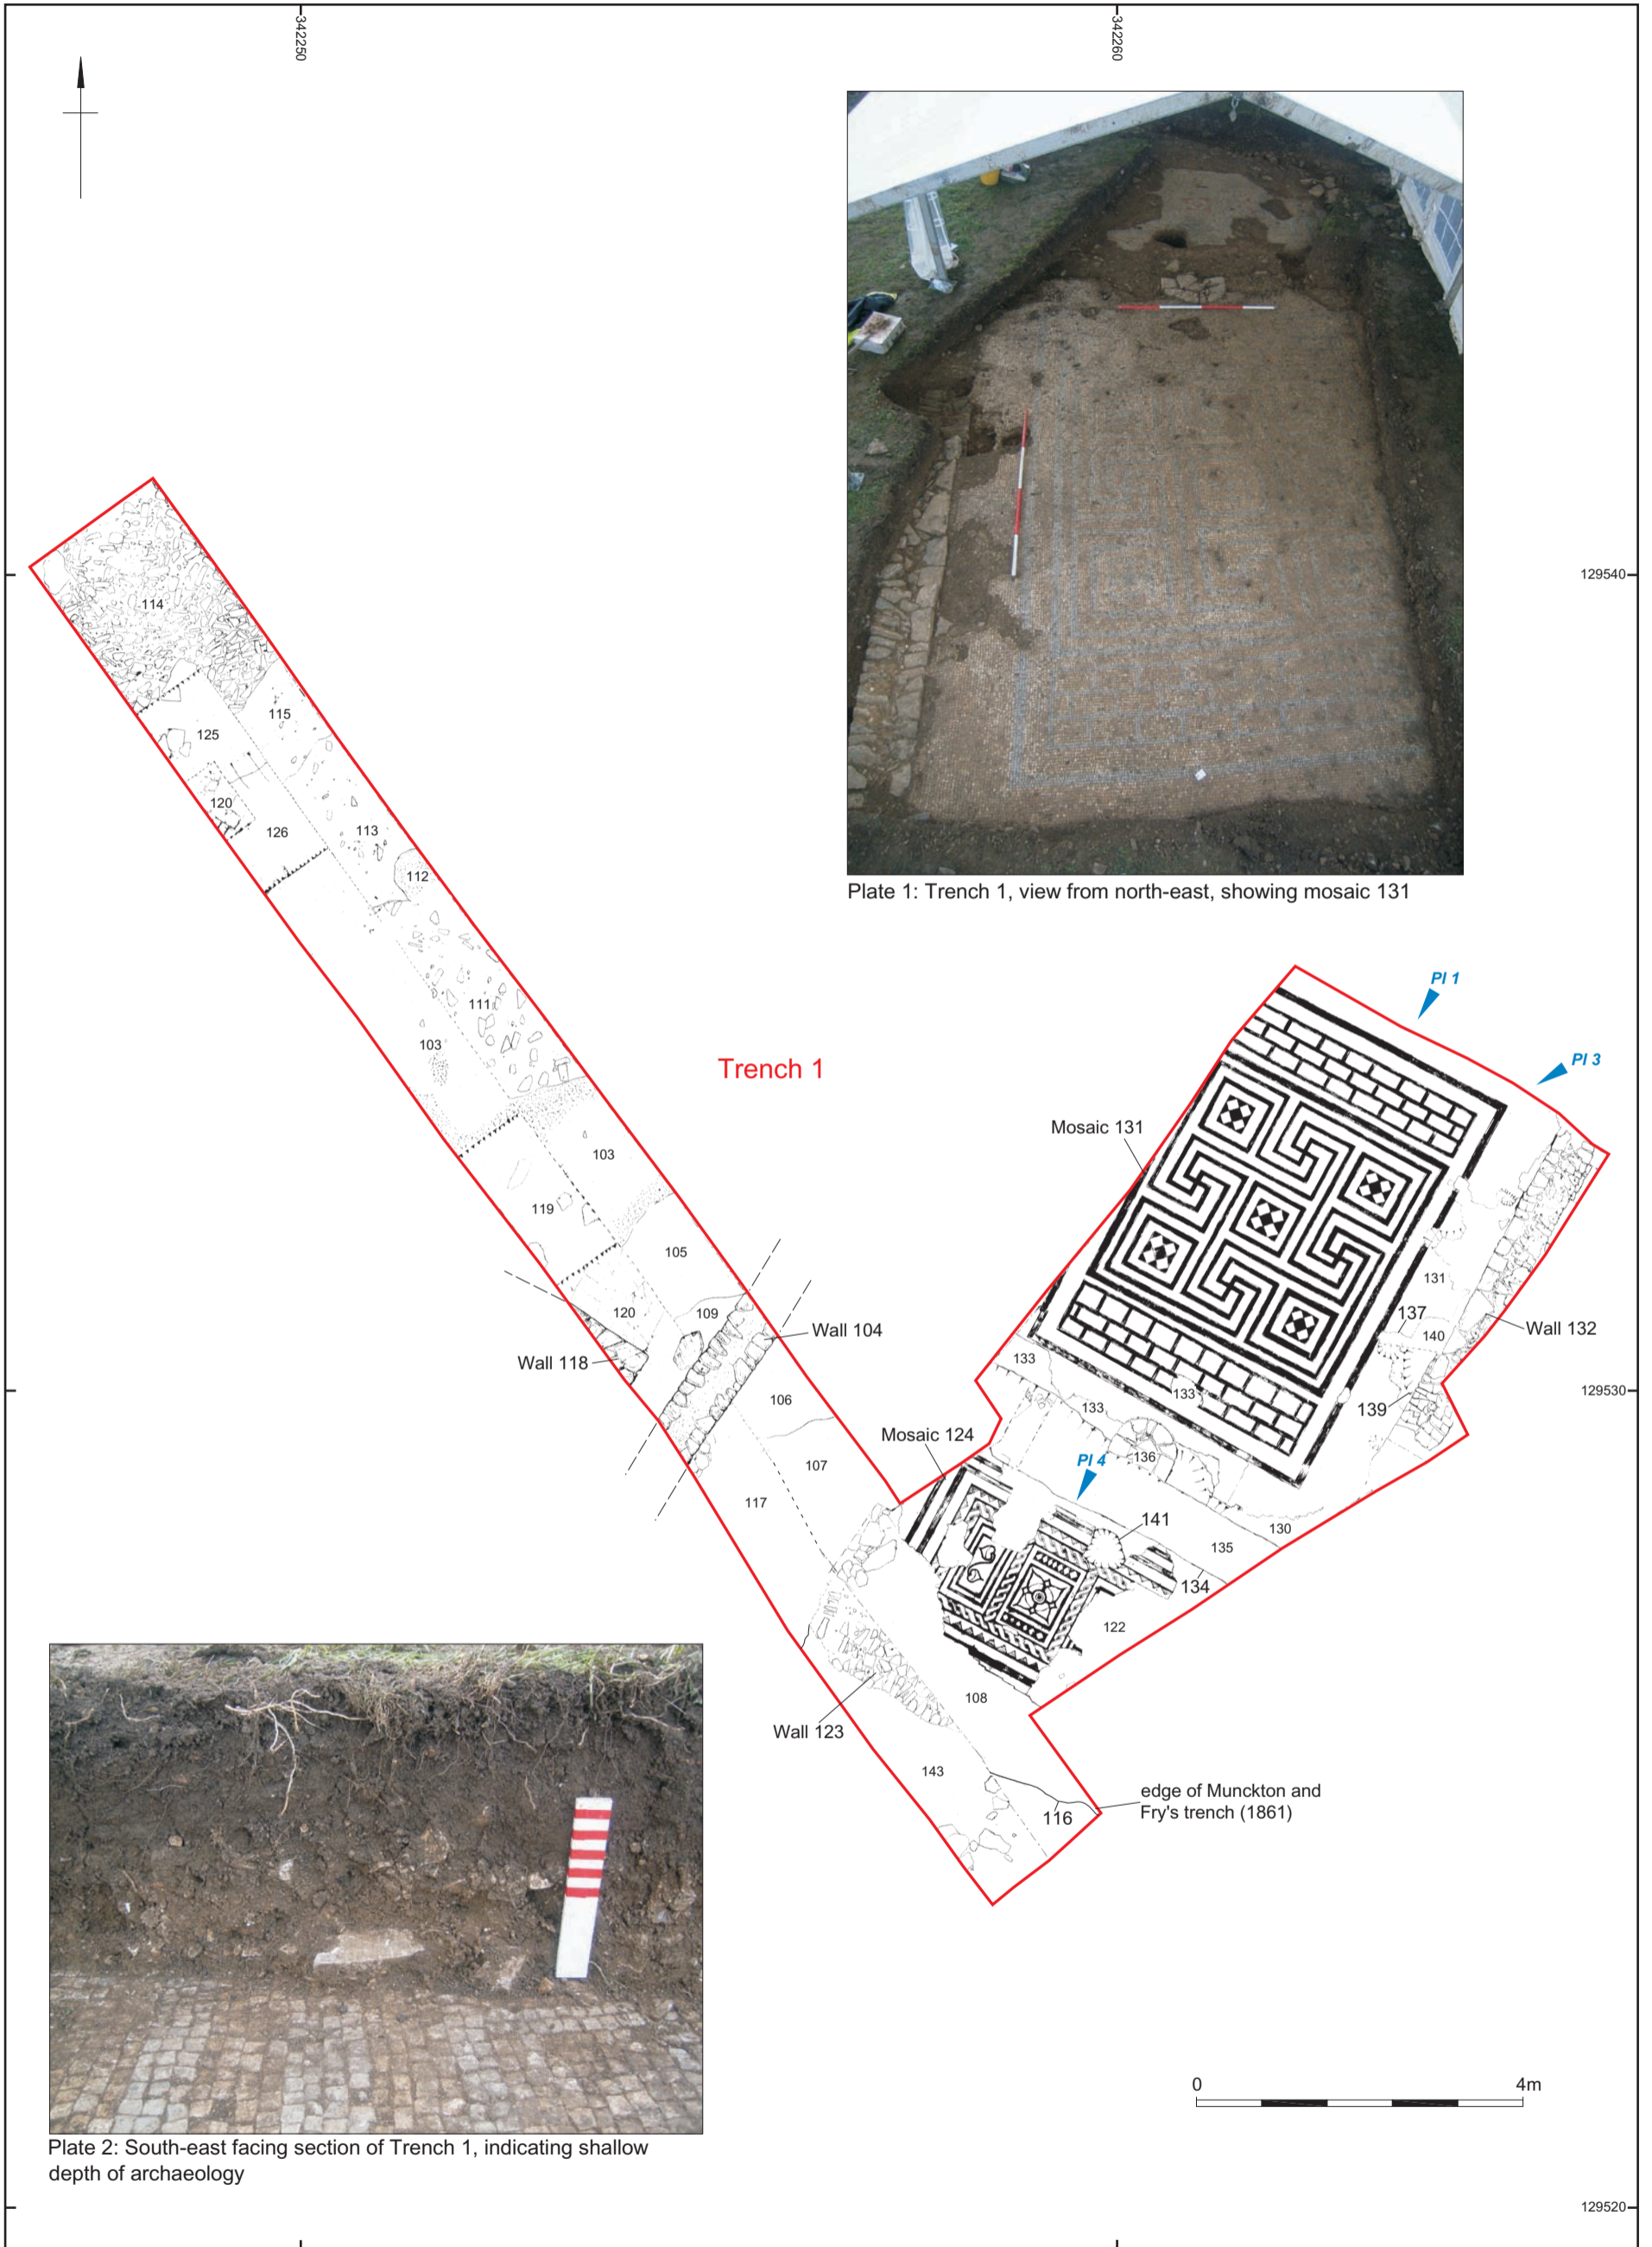 342250
342260
Plate 1: Trench 1, view from north-east, showing mosaic 131
129540
114
115
125
120
126
113
112
111
103
Trench 1
Pl 1
Pl 3
Mosaic 131
103
119
105
109
120
Wall 104
Wall 118
131
137
140
Wall 132
133
133
133
139
129530
106
107
117
Mosaic 124
Pl 4
136
141
130
135
134
122
108
Wall 123
143
116
edge of Munckton and
Fry's trench (1861)
0 4m
Plate 2: South-east facing section of Trench 1, indicating shallow
depth of archaeology
129520